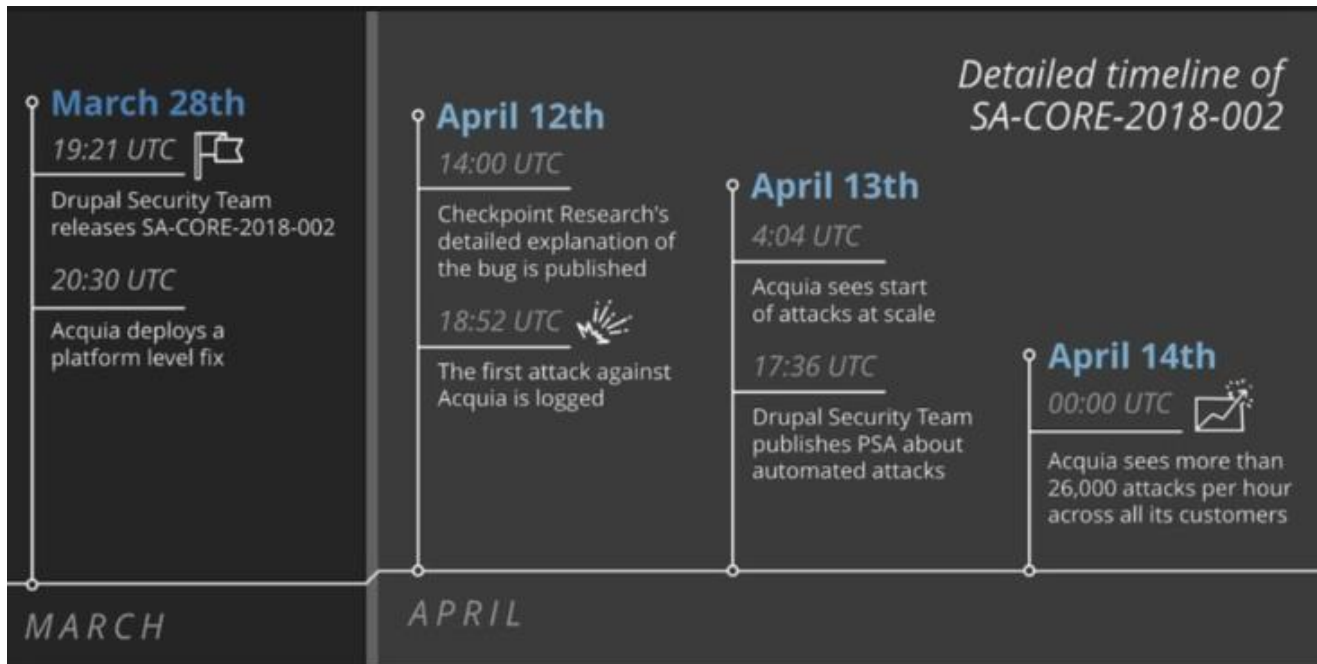 Detailed timeline of
SA-CORE-2018-002
March 28th
19:21 UTC
Drupal Security Team
releases SA-CORE-2018-002
20:30 UTC
Acquia deploys a
platform level fix
April 12th
14:00 UTC
Checkpoint Research's
detailed explanation of
the bug is published
18:52 UTC
The first attack against
Acquia is logged
April 13th
4:04 UTC
Acquia sees start
of attacks at scale
17:36 UTC
Drupal Security Team
publishes PSA about
automated attacks
April 14th
00:00 UTC
Acquia sees more than
26,000 attacks per hour
across all its customers
MARCH
APRIL